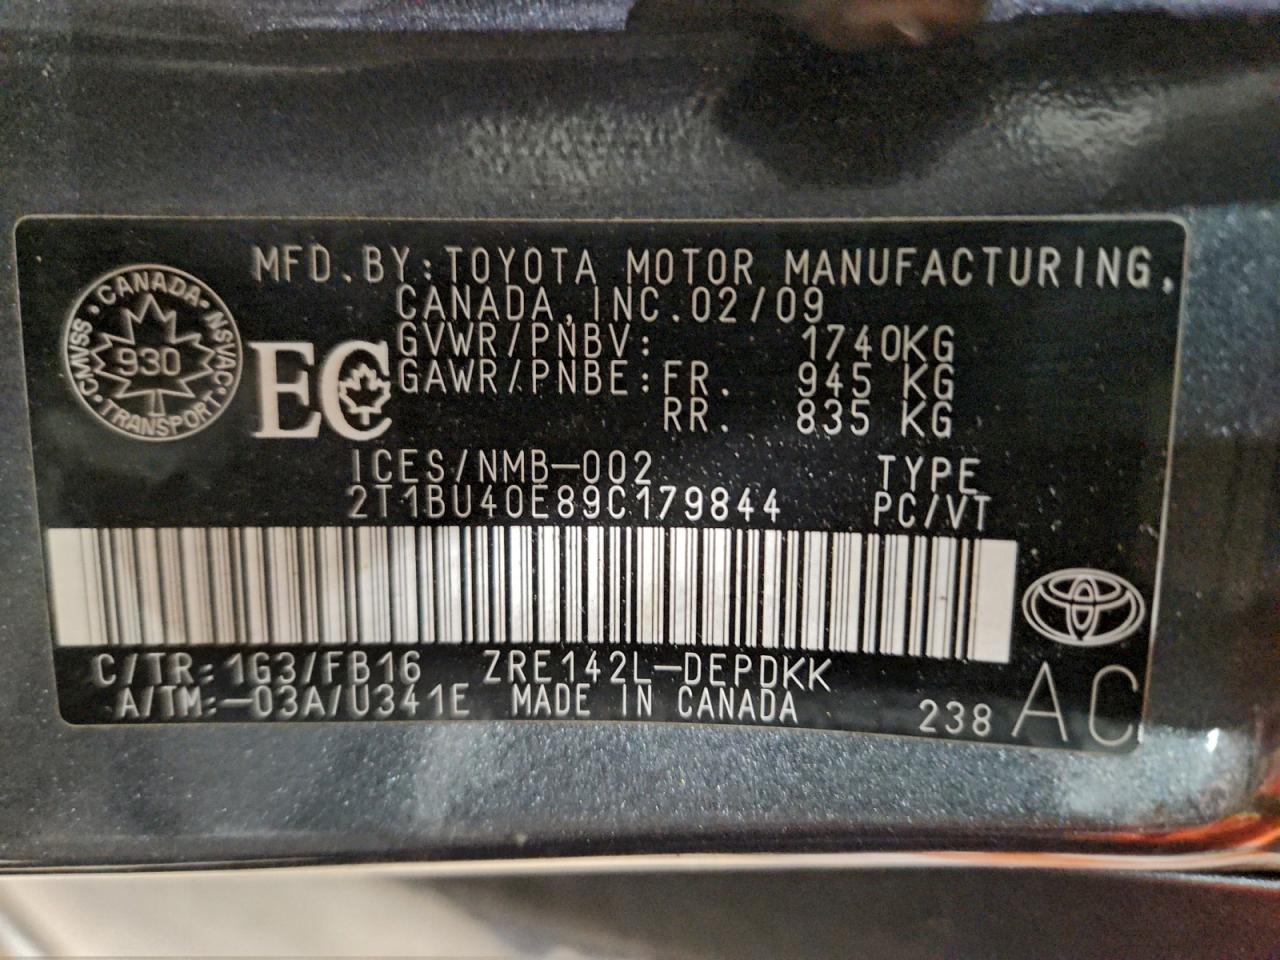 MFD.BY:TOYOTA MOTOR MANUFACTURING,
CANADA,INC.02/09
GVWR/PNBV: 1740KG
GAWR/PNBE:FR. 945 KG
RR. 835 KG
CMVSS·CANADA·NSVAC·TRANSPORT·
930
EC
ICES/NMB-002 TYPE
2T1BU40E89C179844 PC/VT
C/TR:1G3/FB16 ZRE142L-DEPDKK
A/TM:-03A/U341E MADE IN CANADA 238 AC